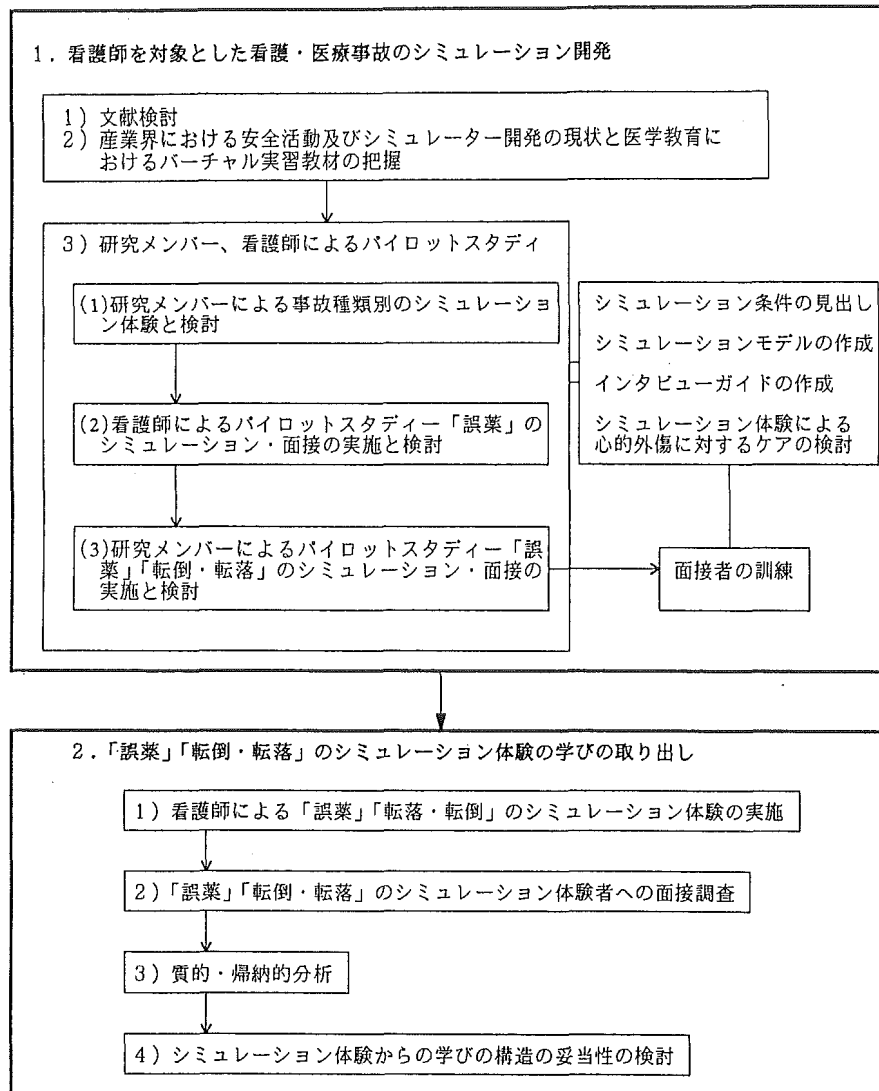 1．看護師を対象とした看護・医療事故のシミュレーション開発
1）文献検討
2）産業界における安全活動及びシミュレーター開発の現状と医学教育に
おけるバーチャル実習教材の把握
3）研究メンバー、看護師によるパイロットスタディ
(1)研究メンバーによる事故種類別のシミュレーショ
ン体験と検討
(2)看護師によるパイロットスタディー「誤薬」の
シミュレーション・面接の実施と検討
(3)研究メンバーによるパイロットスタディー「誤
薬」「転倒・転落」のシミュレーション・面接の
実施と検討
シミュレーション条件の見出し
シミュレーションモデルの作成
インタビューガイドの作成
シミュレーション体験による
心的外傷に対するケアの検討
面接者の訓練
2．「誤薬」「転倒・転落」のシミュレーション体験の学びの取り出し
1）看護師による「誤薬」「転落・転倒」のシミュレーション体験の実施
2）「誤薬」「転倒・転落」のシミュレーション体験者への面接調査
3）質的・帰納的分析
4）シミュレーション体験からの学びの構造の妥当性の検討